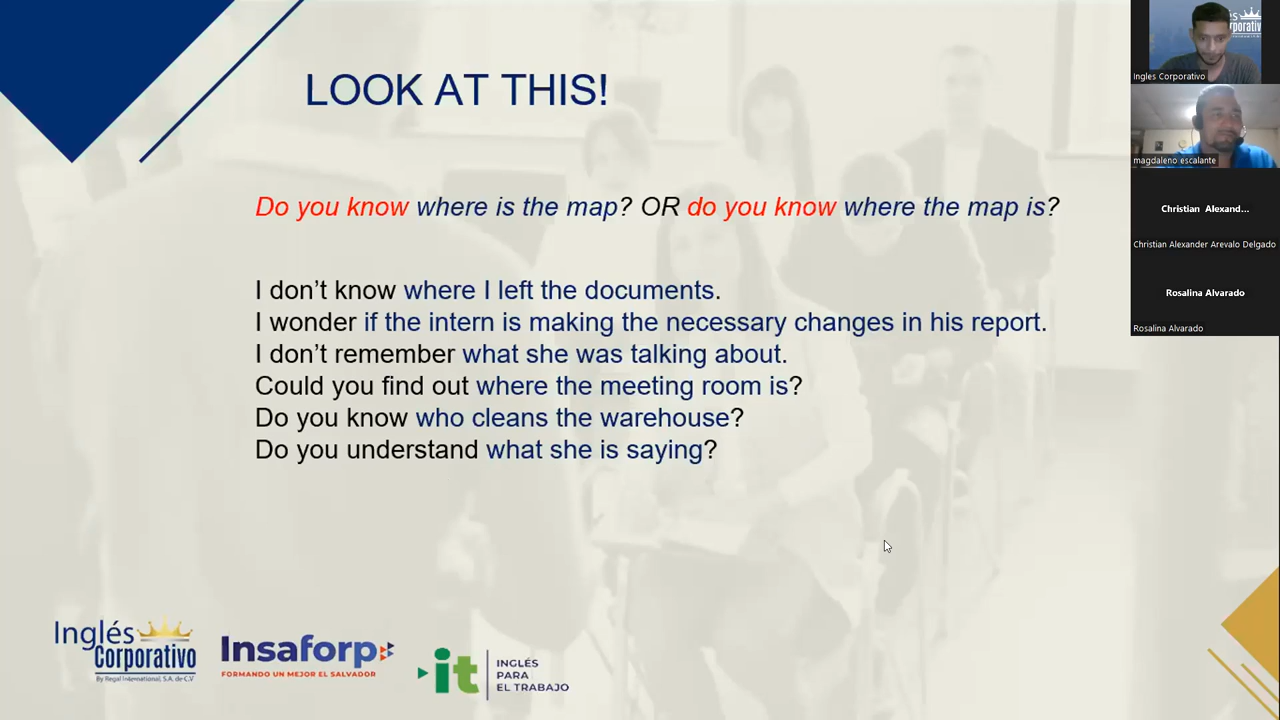 LOOK AT THIS!
Do you know where is the map? OR do you know where the map is?
I don't know where I left the documents.
I wonder if the intern is making the necessary changes in his report.
I don't remember what she was talking about.
Could you find out where the meeting room is?
Do you know who cleans the warehouse?
Do you understand what she is saying?
Inglés
Corporativo
By Regal International, S.A. de C.V
Insaforp
FORMANDO UN MEJOR EL SALVADOR
it
INGLÉS
PARA
EL TRABAJO
Ingles Corporativo
magdaleno escalante
Christian Alexand...
Christian Alexander Arevalo Delgado
Rosalina Alvarado
Rosalina Alvarado